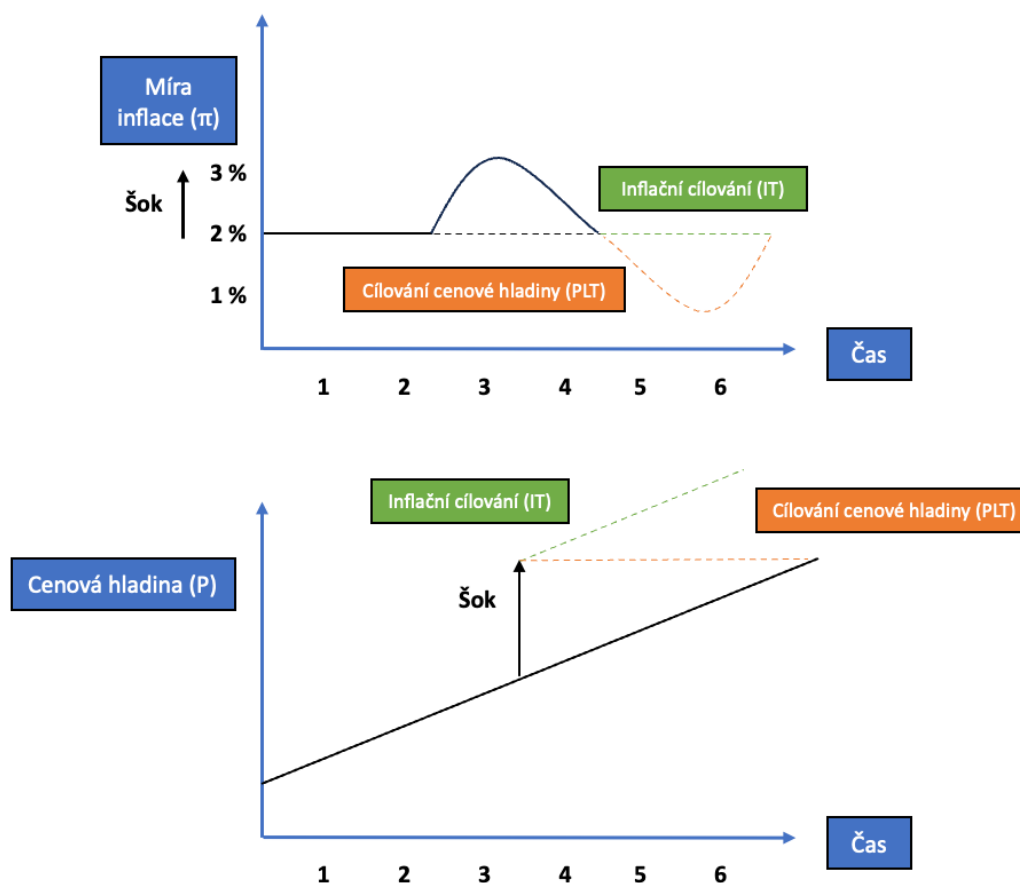 Míra
inflace (π)
Šok
3 %
2 %
1 %
Inflační cílování (IT)
Cílování cenové hladiny (PLT)
Čas
1 2 3 4 5 6
Inflační cílování (IT)
Cílování cenové hladiny (PLT)
Cenová hladina (P)
Šok
Čas
1 2 3 4 5 6